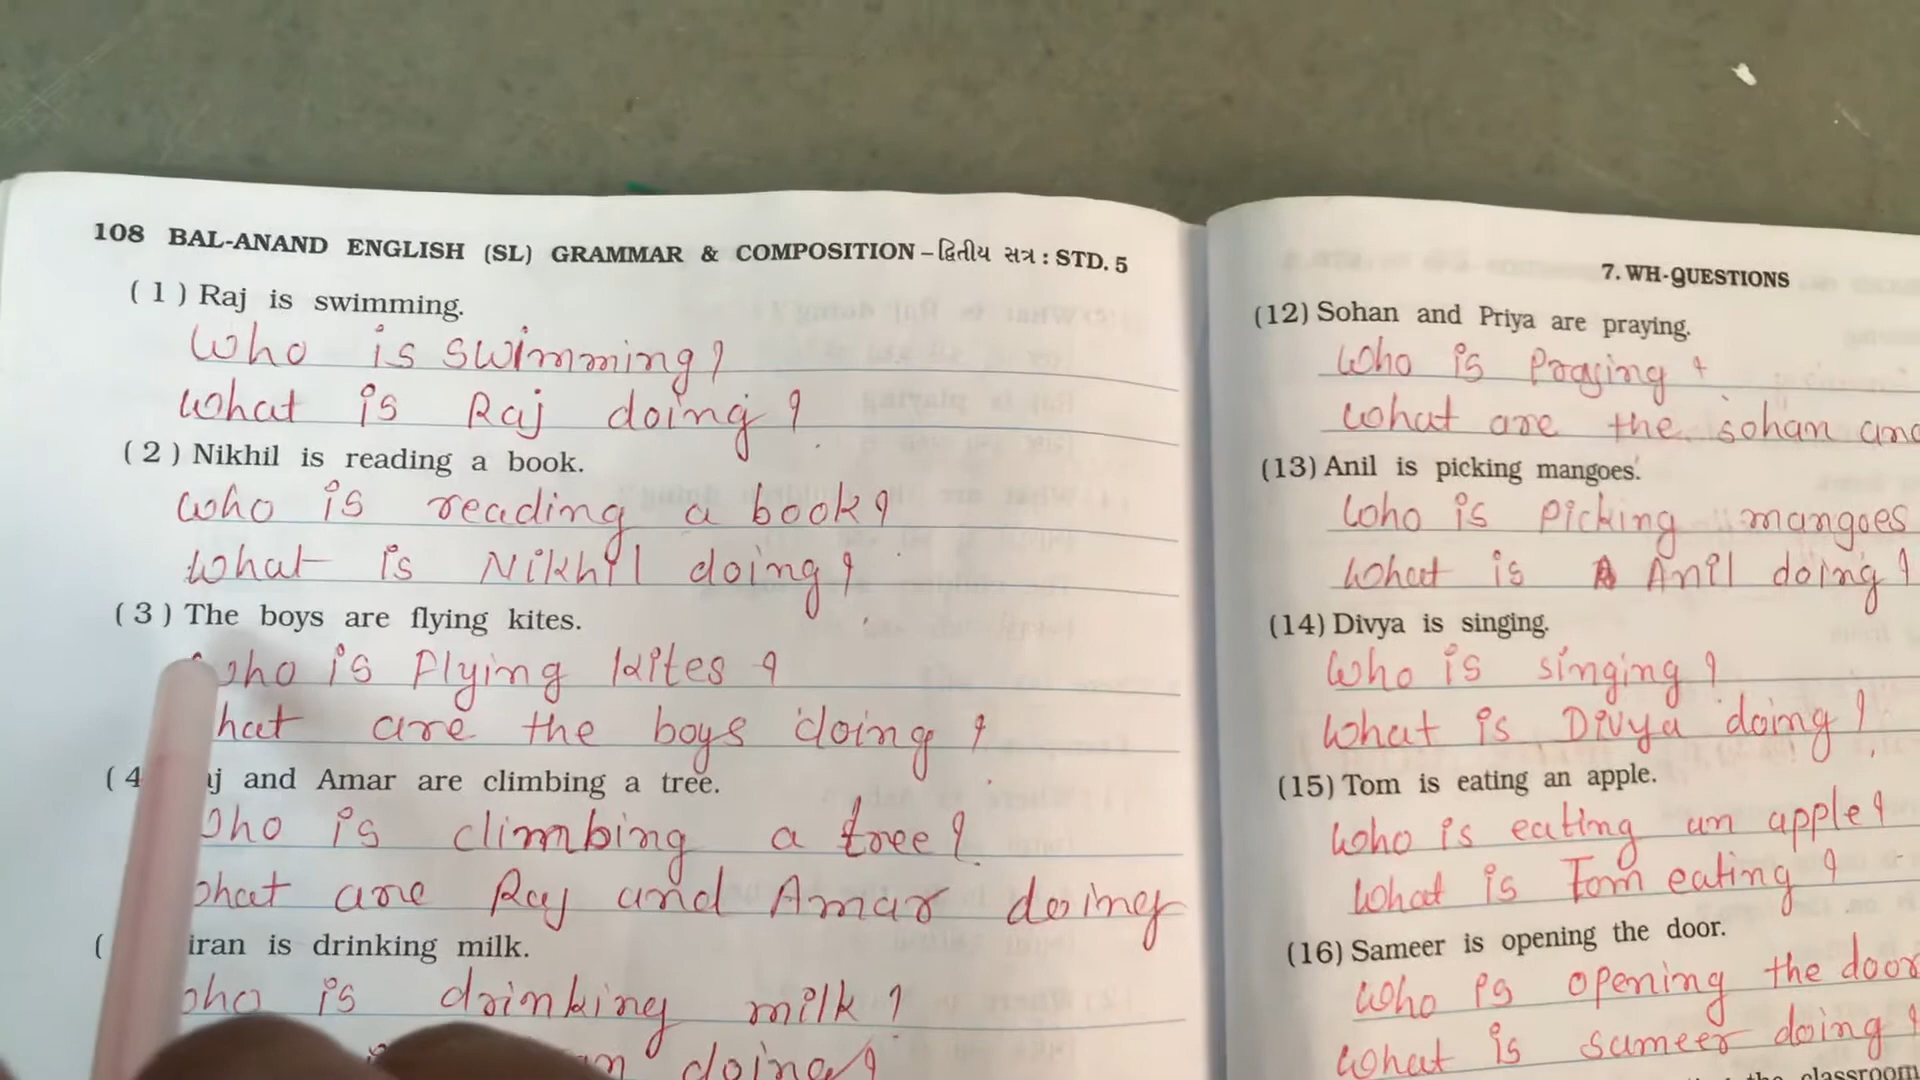 108 BAL-ANAND ENGLISH (SL) GRAMMAR & COMPOSITION – દ્વિતીય સત્ર : STD. 5
( 1 ) Raj is swimming.
Who is swimming?
What is Raj doing?
( 2 ) Nikhil is reading a book.
Who is reading a book?
What is Nikhil doing?
( 3 ) The boys are flying kites.
who is flying kites ?
hat are the boys doing ?
( 4 j and Amar are climbing a tree.
ho is climbing a tree?
hat are Raj and Amar doing
( iran is drinking milk.
ho is drinking milk?
n doing?
7. WH-QUESTIONS
(12) Sohan and Priya are praying.
Who is Praying ?
What are the sohan and
(13) Anil is picking mangoes.
Who is picking mangoes
What is Anil doing?
(14) Divya is singing.
Who is singing?
What is Divya doing?
(15) Tom is eating an apple.
Who is eating an apple?
What is Tom eating?
(16) Sameer is opening the door.
Who is opening the door
What is sameer doing?
classroom